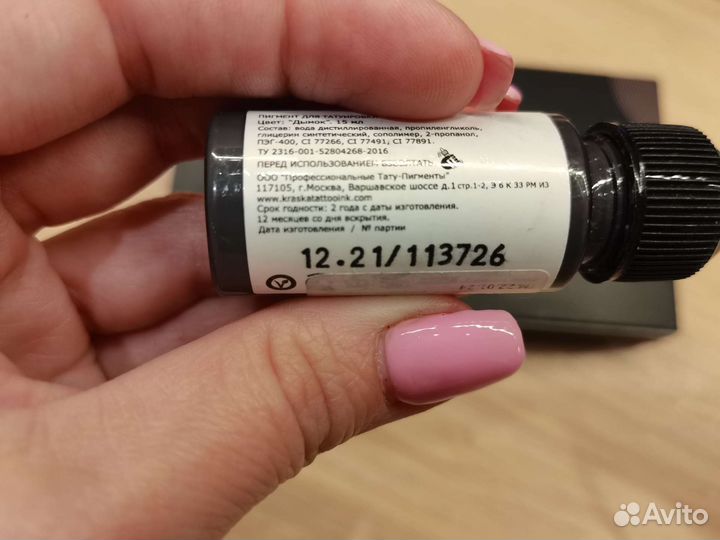 ПИГМЕНТ ДЛЯ ТАТУИРОВКИ
Цвет: "Дымок". 15 мл
Состав: вода дистиллированная, пропиленгликоль,
глицерин синтетический, сополимер, 2-пропанол,
ПЭГ-400, CI 77266, CI 77491, CI 77891.
ТУ 2316-001-52804268-2016
ПЕРЕД ИСПОЛЬЗОВАНИЕМ ВЗБОЛТАТЬ
ООО "Профессиональные Тату-Пигменты"
117105, г.Москва, Варшавское шоссе д.1 стр.1-2, Э 6 К 33 РМ ИЗ
www.kraskatattooink.com
Срок годности: 2 года с даты изготовления.
12 месяцев со дня вскрытия.
Дата изготовления / № партии
12.21/113726
Avito